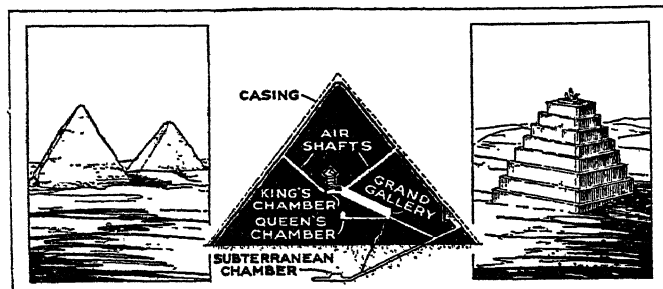 CASING
AIR
SHAFTS
KING'S
CHAMBER
GRAND
GALLERY
QUEEN'S
CHAMBER
SUBTERRANEAN
CHAMBER